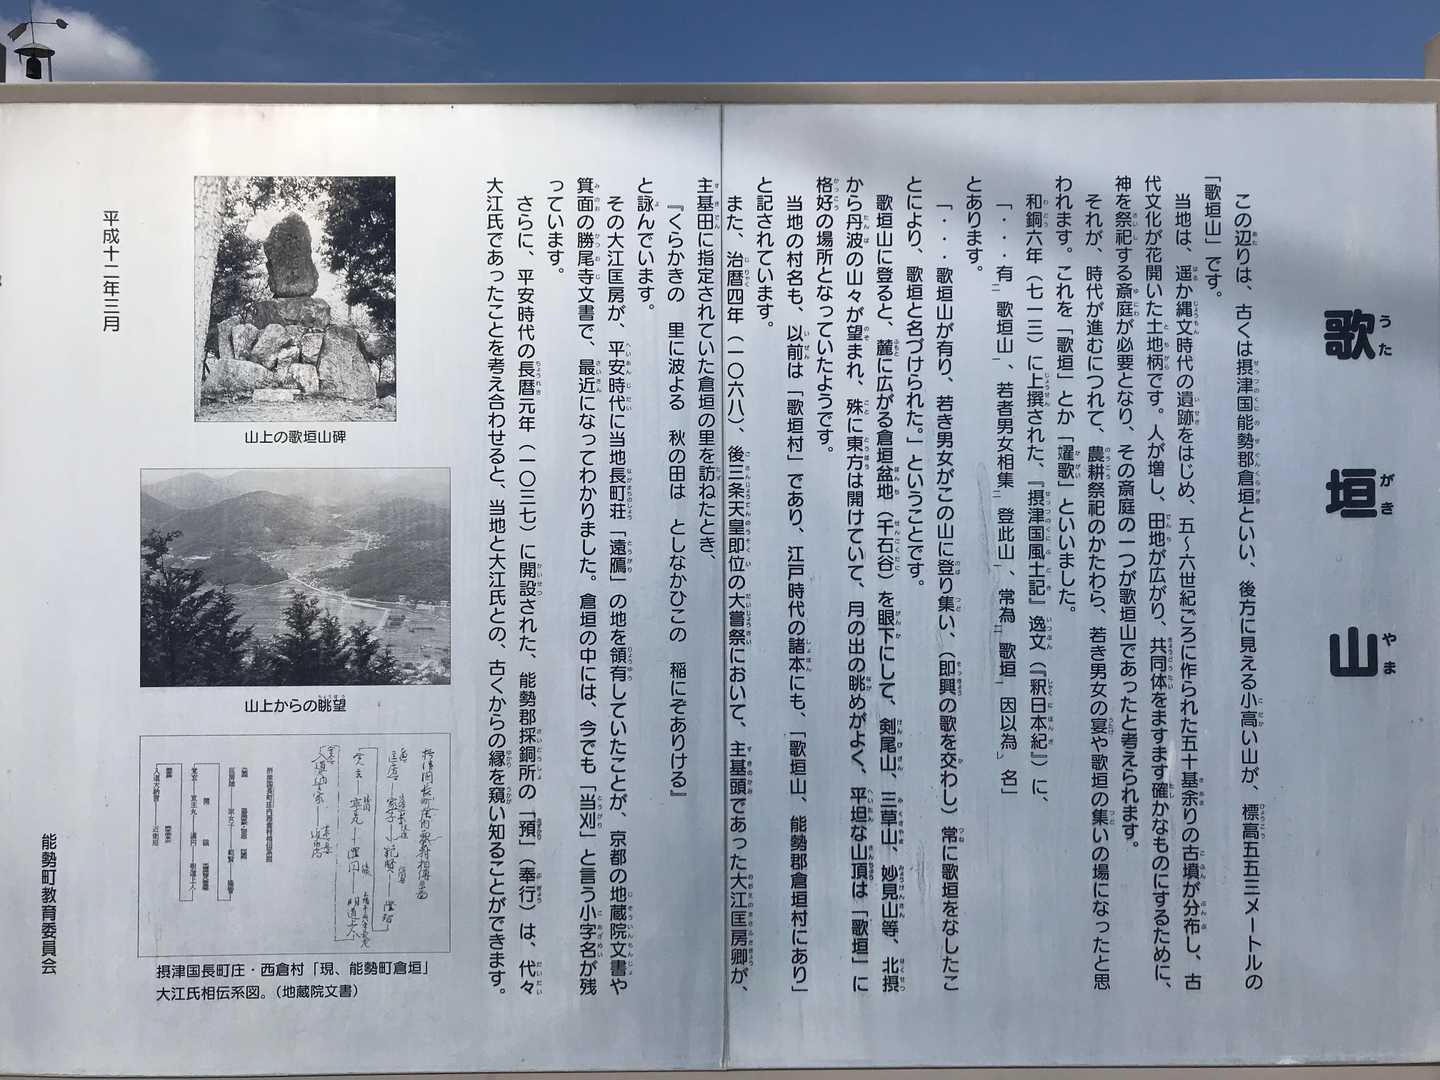 歌垣山
この辺りは、古くは摂津国能勢郡倉垣といい、後方に見える小高い山が、標高五五三メートルの
「歌垣山」です。
当地は、遥か縄文時代の遺跡をはじめ、五～六世紀ごろに作られた五十基余りの古墳が分布し、古
代文化が花開いた土地柄です。人が増し、田地が広がり、共同体をますます確かなものにするために、
神を祭祀する斎庭が必要となり、その斎庭の一つが歌垣山であったと考えられます。
それが、時代が進むにつれて、農耕祭祀のかたわら、若き男女の宴や歌垣の集いの場になったと思
われます。これを「歌垣」とか「嬥歌」といいました。
和銅六年（七一三）に上撰された、『摂津国風土記』逸文（『釈日本紀』）に、
「・・・有二 歌垣山一、若者男女相集二 登此山一、常為二 歌垣一 因以為レ 名」
とあります。
「・・・歌垣山が有り、若き男女がこの山に登り集い、（即興の歌を交わし）常に歌垣をなしたこ
とにより、歌垣と名づけられた。」ということです。
歌垣山に登ると、麓に広がる倉垣盆地（千石谷）を眼下にして、剣尾山、三草山、妙見山等、北摂
から丹波の山々が望まれ、殊に東方は開けていて、月の出の眺めがよく、平坦な山頂は「歌垣」に
格好の場所となっていたようです。
当地の村名も、以前は「歌垣村」であり、江戸時代の諸本にも、「歌垣山、能勢郡倉垣村にあり」
と記されています。
また、治暦四年（一〇六八）、後三条天皇即位の大嘗祭において、主基頭であった大江匡房卿が、
主基田に指定されていた倉垣の里を訪ねたとき、
『くらかきの 里に波よる 秋の田は としなかひこの 稲にぞありける』
と詠んでいます。
その大江匡房が、平安時代に当地長町荘「遠鴈」の地を領有していたことが、京都の地蔵院文書や
箕面の勝尾寺文書で、最近になってわかりました。倉垣の中には、今でも「当刈」と言う小字名が残
っています。
さらに、平安時代の長暦元年（一〇三七）に開設された、能勢郡採銅所の「預」（奉行）は、代々
大江氏であったことを考え合わせると、当地と大江氏との、古くからの縁を窺い知ることができます。
山上の歌垣山碑
山上からの眺望
摂津国長町庄・西倉村「現、能勢町倉垣」
大江氏相伝系図。（地蔵院文書）
平成十二年三月
能勢町教育委員会